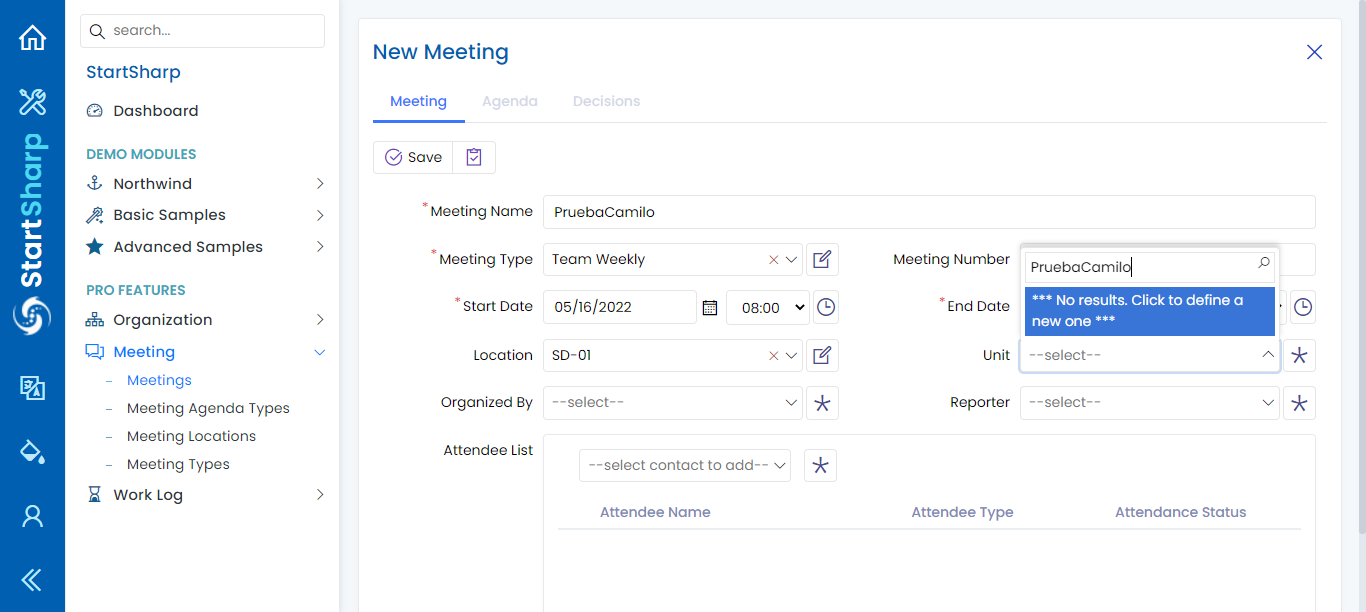 StartSharp
search...
StartSharp
Dashboard
DEMO MODULES
Northwind
Basic Samples
Advanced Samples
PRO FEATURES
Organization
Meeting
Meetings
Meeting Agenda Types
Meeting Locations
Meeting Types
Work Log
New Meeting
Meeting Agenda Decisions
Save
*Meeting Name PruebaCamilo
*Meeting Type Team Weekly
Meeting Number
PruebaCamilo
*** No results. Click to define a
new one ***
*Start Date 05/16/2022 08:00
*End Date
Location SD-01
Unit --select--
Organized By --select--
Reporter --select--
Attendee List
--select contact to add--
Attendee Name Attendee Type Attendance Status